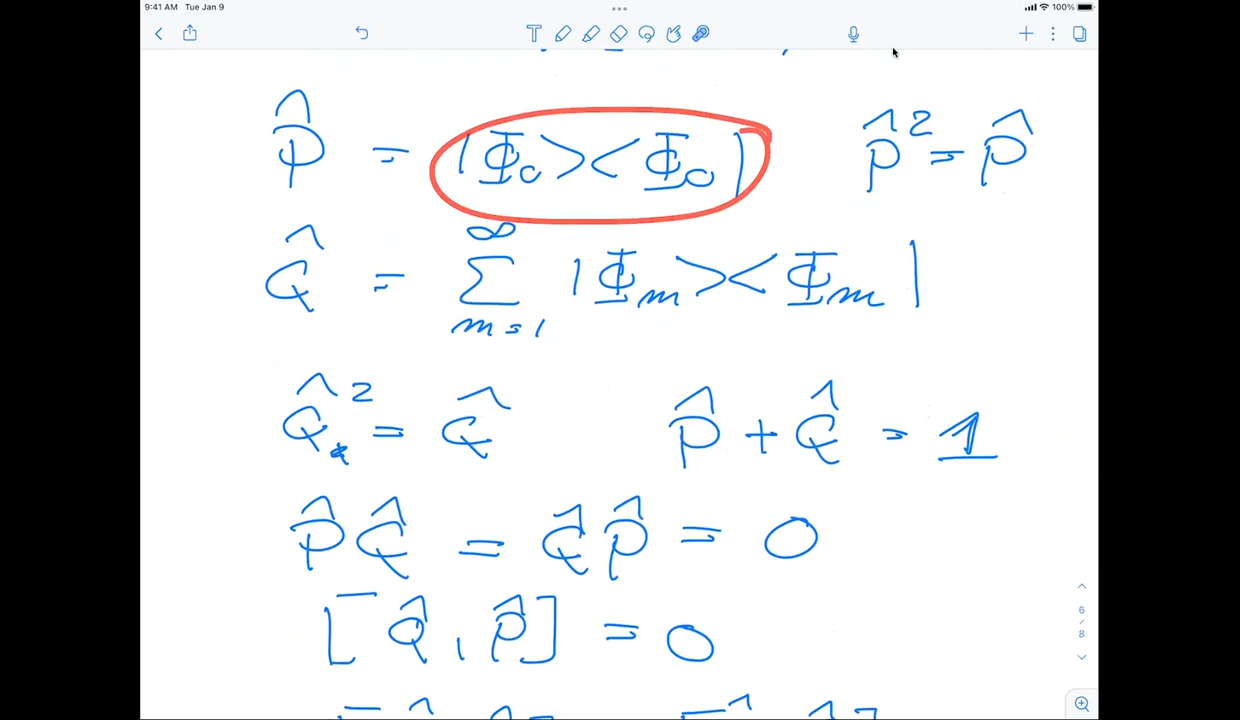 9:41 AM Tue Jan 9 100%
P̂ = |Φ₀><Φ₀| P̂² = P̂
Q̂ = ∑_{m=1}^{∞} |Φₘ><Φₘ|
Q̂² = Q̂ P̂ + Q̂ = 1
P̂Q̂ = Q̂P̂ = 0
[Q̂, P̂] = 0
6
/
8